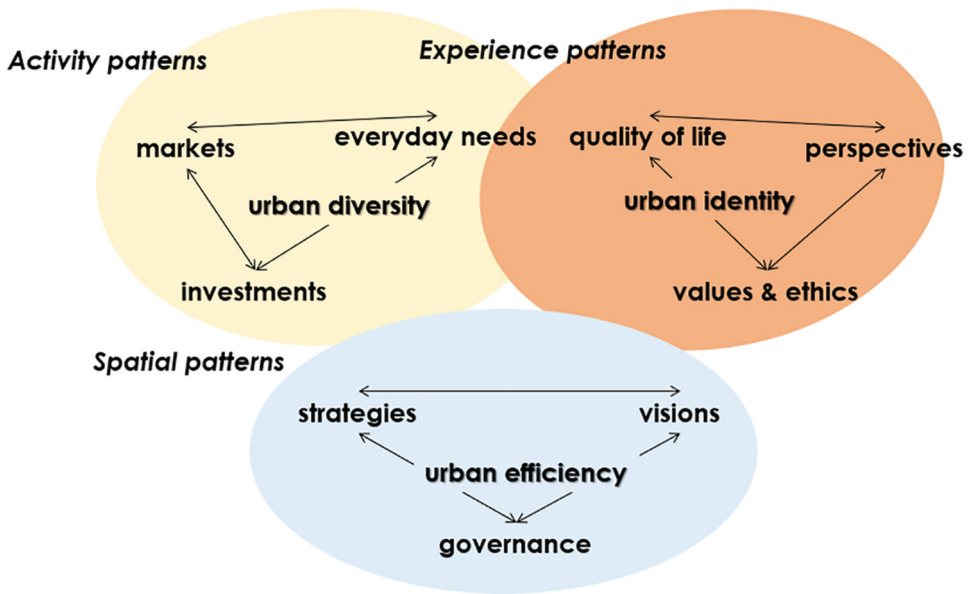 Activity patterns
Experience patterns
markets
everyday needs
urban diversity
investments
quality of life
perspectives
urban identity
values & ethics
Spatial patterns
strategies
visions
urban efficiency
governance